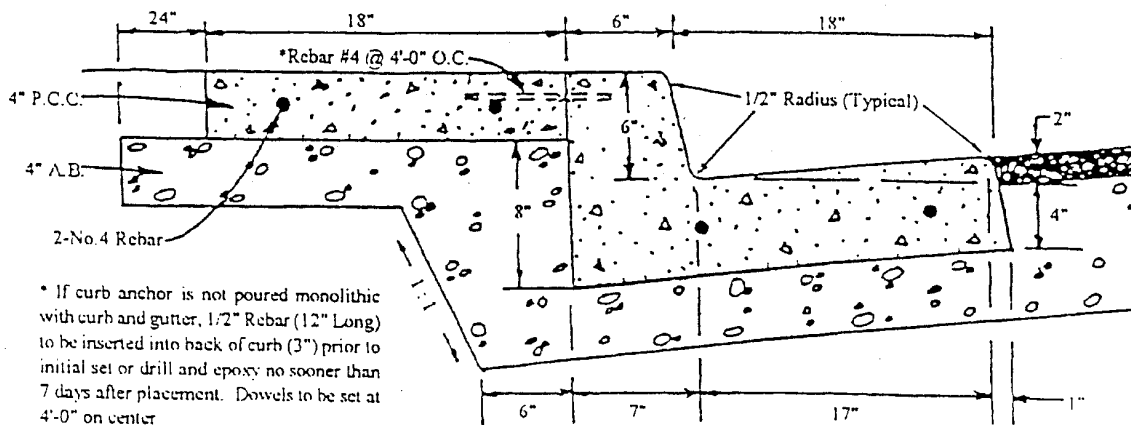 24" 18" 6" 18"
*Rebar #4 @ 4'-0" O.C.
4" P.C.C.
6"
1/2" Radius (Typical)
2"
4" A.B.
8"
4"
2-No.4 Rebar
1:1
* If curb anchor is not poured monolithic
with curb and gutter, 1/2" Rebar (12" Long)
to be inserted into back of curb (3") prior to
initial set or drill and epoxy no sooner than
7 days after placement. Dowels to be set at
4'-0" on center
6" 7" 17" 1"